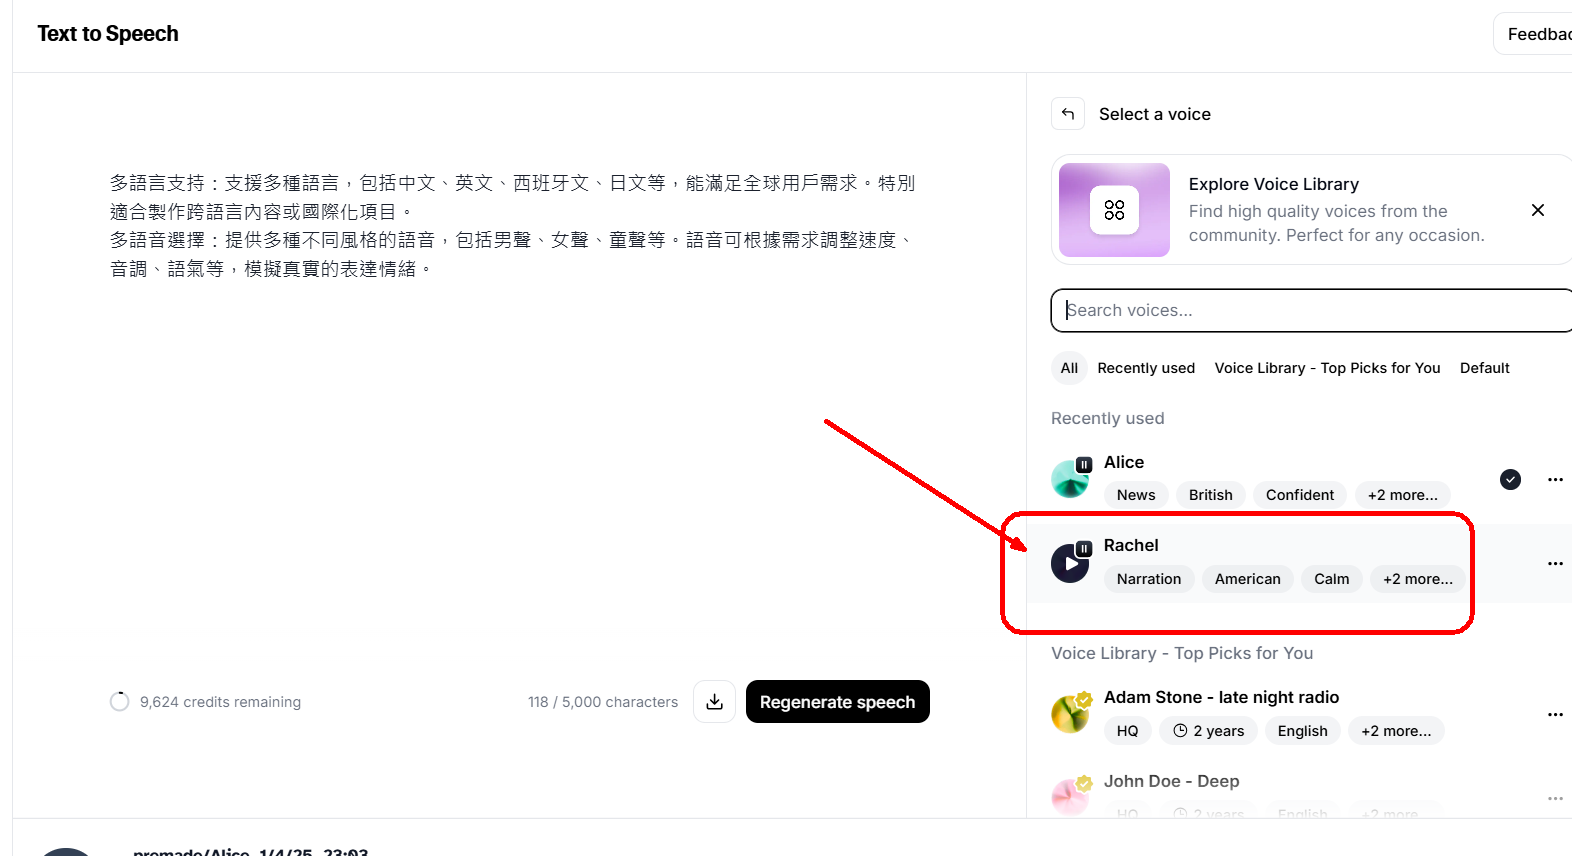 Text to Speech
Feedbac
多語言支持：支援多種語言，包括中文、英文、西班牙文、日文等，能滿足全球用戶需求。特別
適合製作跨語言內容或國際化項目。
多語音選擇：提供多種不同風格的語音，包括男聲、女聲、童聲等。語音可根據需求調整速度、
音調、語氣等，模擬真實的表達情緒。
9,624 credits remaining
118 / 5,000 characters
Regenerate speech
Select a voice
Explore Voice Library
Find high quality voices from the
community. Perfect for any occasion.
Search voices...
All Recently used Voice Library - Top Picks for You Default
Recently used
Alice
News British Confident +2 more...
Rachel
Narration American Calm +2 more...
Voice Library - Top Picks for You
Adam Stone - late night radio
HQ 2 years English +2 more...
John Doe - Deep
HQ 2 years English +2 more
premade/Alice, 1/4/25, 23:03